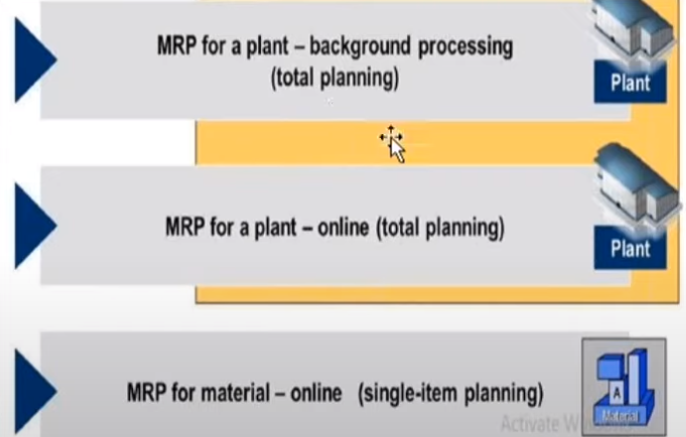 MRP for a plant – background processing
(total planning)
Plant
MRP for a plant – online (total planning)
Plant
MRP for material – online (single-item planning)
A
Material
Activate